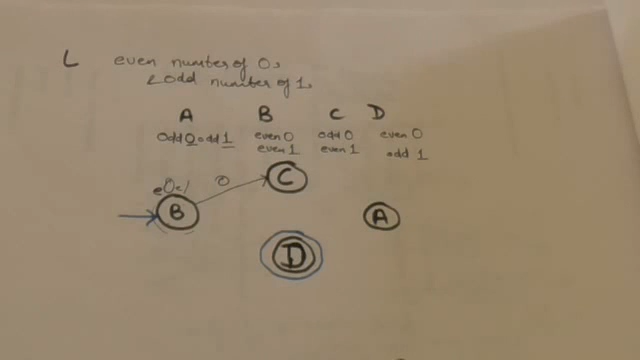 L even number of 0,
& odd number of 1,
A B C D
odd 0 odd 1 even 0 odd 0 even 0
even 1 even 1 odd 1
e0e1 0 C
B A
D